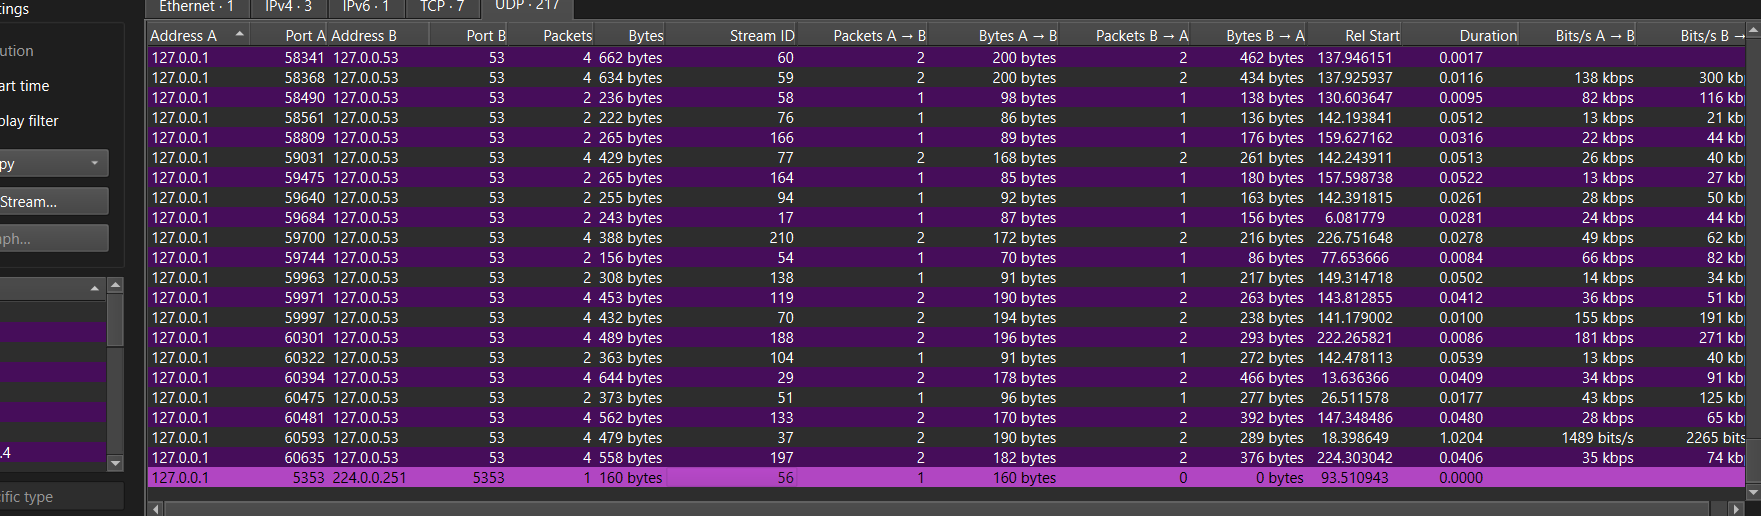 Ethernet · 1 IPv4 · 3 IPv6 · 1 TCP · 7 UDP · 217
Address A Port A Address B Port B Packets Bytes Stream ID Packets A → B Bytes A → B Packets B → A Bytes B → A Rel Start Duration Bits/s A → B Bits/s B →
127.0.0.1 58341 127.0.0.53 53 4 662 bytes 60 2 200 bytes 2 462 bytes 137.946151 0.0017
127.0.0.1 58368 127.0.0.53 53 4 634 bytes 59 2 200 bytes 2 434 bytes 137.925937 0.0116 138 kbps 300 kb
127.0.0.1 58490 127.0.0.53 53 2 236 bytes 58 1 98 bytes 1 138 bytes 130.603647 0.0095 82 kbps 116 kb
127.0.0.1 58561 127.0.0.53 53 2 222 bytes 76 1 86 bytes 1 136 bytes 142.193841 0.0512 13 kbps 21 kb
127.0.0.1 58809 127.0.0.53 53 2 265 bytes 166 1 89 bytes 1 176 bytes 159.627162 0.0316 22 kbps 44 kb
127.0.0.1 59031 127.0.0.53 53 4 429 bytes 77 2 168 bytes 2 261 bytes 142.243911 0.0513 26 kbps 40 kb
127.0.0.1 59475 127.0.0.53 53 2 265 bytes 164 1 85 bytes 1 180 bytes 157.598738 0.0522 13 kbps 27 kb
127.0.0.1 59640 127.0.0.53 53 2 255 bytes 94 1 92 bytes 1 163 bytes 142.391815 0.0261 28 kbps 50 kb
127.0.0.1 59684 127.0.0.53 53 2 243 bytes 17 1 87 bytes 1 156 bytes 6.081779 0.0281 24 kbps 44 kb
127.0.0.1 59700 127.0.0.53 53 4 388 bytes 210 2 172 bytes 2 216 bytes 226.751648 0.0278 49 kbps 62 kb
127.0.0.1 59744 127.0.0.53 53 2 156 bytes 54 1 70 bytes 1 86 bytes 77.653666 0.0084 66 kbps 82 kb
127.0.0.1 59963 127.0.0.53 53 2 308 bytes 138 1 91 bytes 1 217 bytes 149.314718 0.0502 14 kbps 34 kb
127.0.0.1 59971 127.0.0.53 53 4 453 bytes 119 2 190 bytes 2 263 bytes 143.812855 0.0412 36 kbps 51 kb
127.0.0.1 59997 127.0.0.53 53 4 432 bytes 70 2 194 bytes 2 238 bytes 141.179002 0.0100 155 kbps 191 kb
127.0.0.1 60301 127.0.0.53 53 4 489 bytes 188 2 196 bytes 2 293 bytes 222.265821 0.0086 181 kbps 271 kb
127.0.0.1 60322 127.0.0.53 53 2 363 bytes 104 1 91 bytes 1 272 bytes 142.478113 0.0539 13 kbps 40 kb
127.0.0.1 60394 127.0.0.53 53 4 644 bytes 29 2 178 bytes 2 466 bytes 13.636366 0.0409 34 kbps 91 kb
127.0.0.1 60475 127.0.0.53 53 2 373 bytes 51 1 96 bytes 1 277 bytes 26.511578 0.0177 43 kbps 125 kb
127.0.0.1 60481 127.0.0.53 53 4 562 bytes 133 2 170 bytes 2 392 bytes 147.348486 0.0480 28 kbps 65 kb
127.0.0.1 60593 127.0.0.53 53 4 479 bytes 37 2 190 bytes 2 289 bytes 18.398649 1.0204 1489 bits/s 2265 bits
127.0.0.1 60635 127.0.0.53 53 4 558 bytes 197 2 182 bytes 2 376 bytes 224.303042 0.0406 35 kbps 74 kb
127.0.0.1 5353 224.0.0.251 5353 1 160 bytes 56 1 160 bytes 0 0 bytes 93.510943 0.0000
tings
ution
art time
play filter
py
Stream...
ph...
.4
cific type